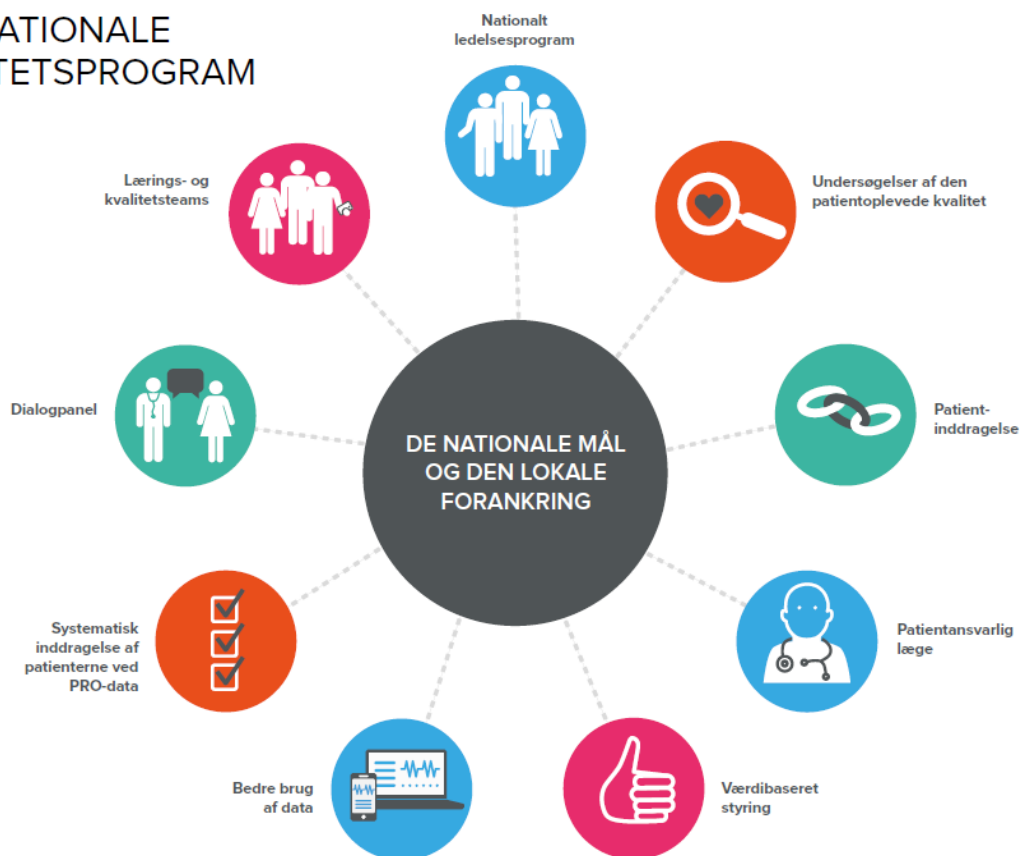 ATIONALE
TETSPROGRAM
Nationalt
ledelsesprogram
Undersøgelser af den
patientoplevede kvalitet
Patient-
inddragelse
Patientansvarlig
læge
Værdibaseret
styring
Bedre brug
af data
Systematisk
inddragelse af
patienterne ved
PRO-data
Dialogpanel
Lærings- og
kvalitetsteams
DE NATIONALE MÅL
OG DEN LOKALE
FORANKRING